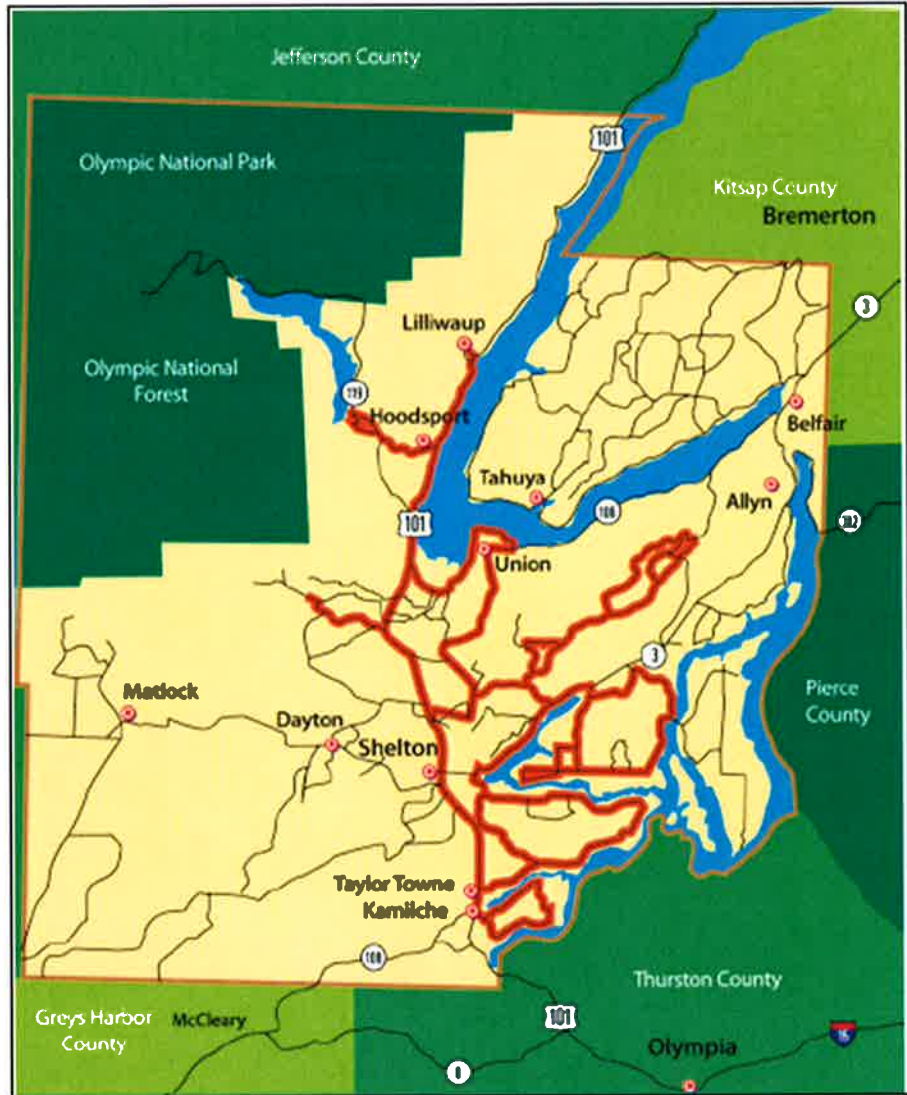 Jefferson County
101
Olympic National Park
Kitsap County
Bremerton
3
Lilliwaup
Olympic National
Forest
119
Hoodsport
Belfair
Tahuya
Allyn
106
302
101
Union
3
Matlock
Pierce
County
Dayton
Shelton
Taylor Towne
Kamilche
108
Thurston County
Greys Harbor
County
McCleary
101
Olympia
8